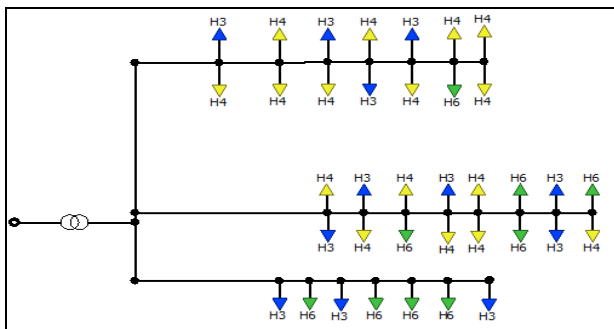 H3 H4 H3 H4 H3 H4 H4
H4 H4 H4 H3 H4 H6 H4
H4 H3 H4 H3 H4 H6 H3 H6
H3 H4 H6 H4 H4 H6 H3 H4
H3 H6 H3 H6 H6 H6 H3